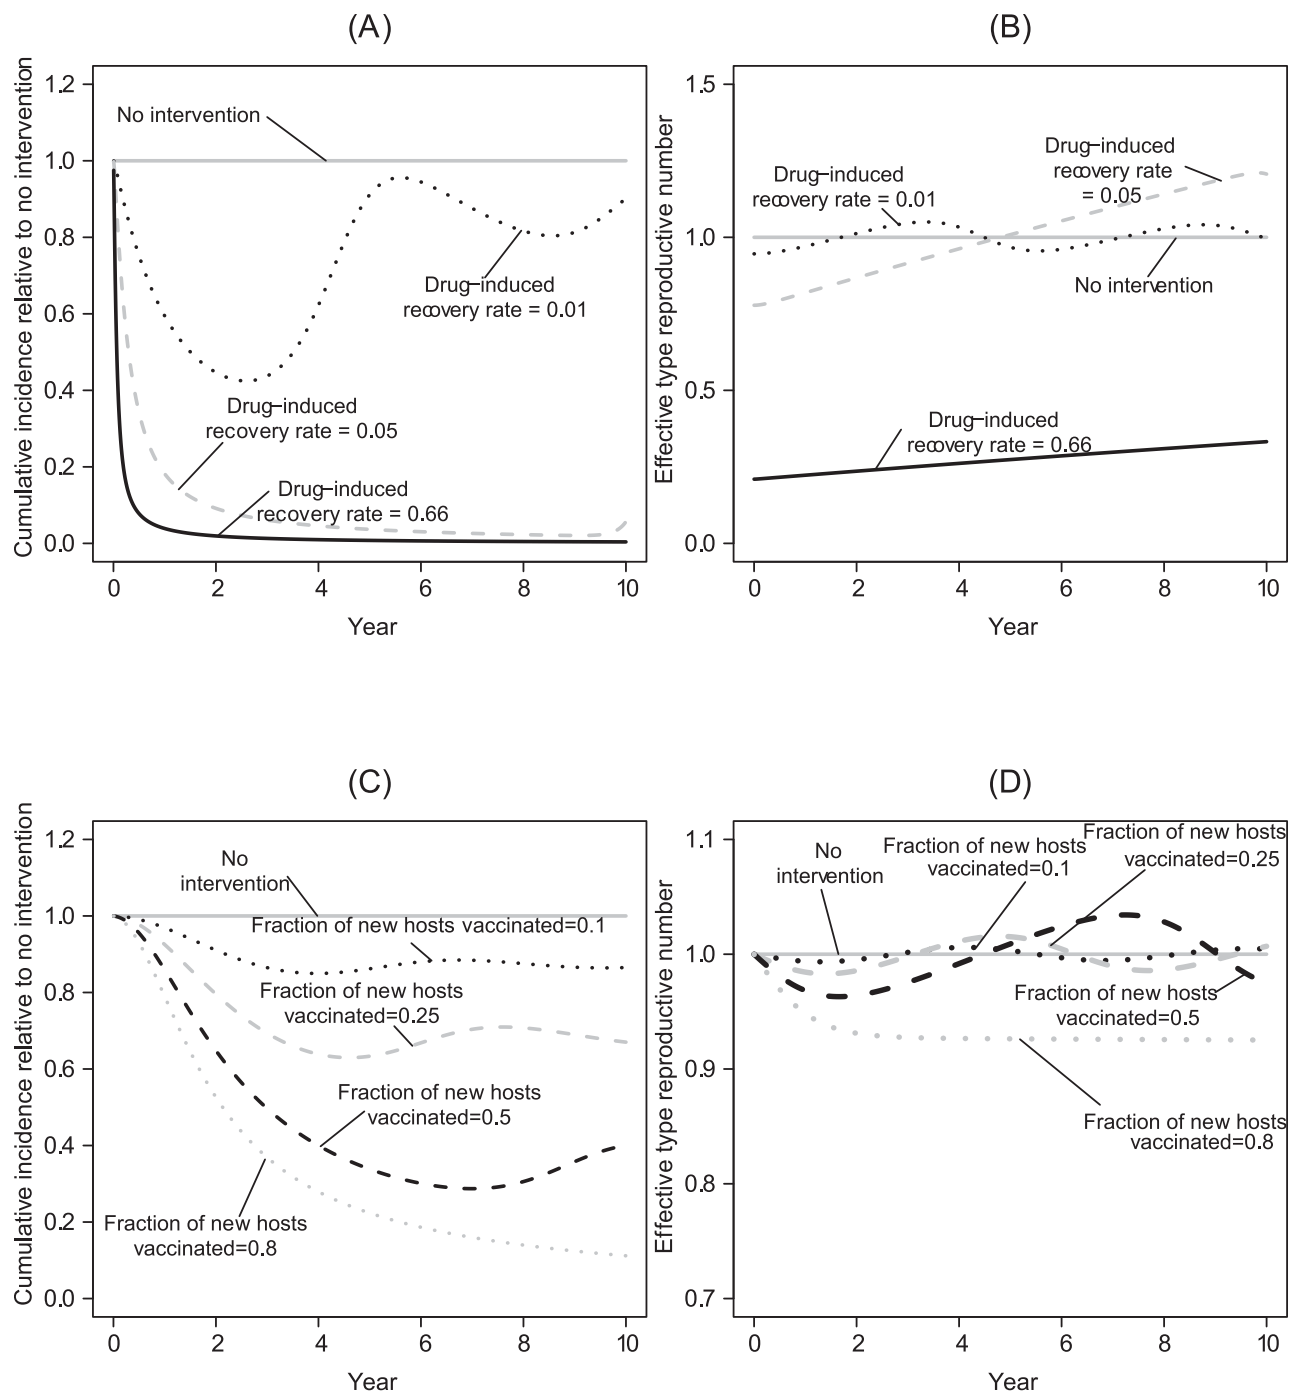 (A)
Cumulative incidence relative to no intervention
1.2
1.0
0.8
0.6
0.4
0.2
0.0
No intervention
Drug-induced
recovery rate = 0.01
Drug-induced
recovery rate = 0.05
Drug-induced
recovery rate = 0.66
0 2 4 6 8 10
Year
(B)
Effective type reproductive number
1.5
1.0
0.5
0.0
Drug-induced
recovery rate = 0.01
Drug-induced
recovery rate
= 0.05
No intervention
Drug-induced
recovery rate = 0.66
0 2 4 6 8 10
Year
(C)
Cumulative incidence relative to no intervention
1.2
1.0
0.8
0.6
0.4
0.2
0.0
No
intervention
Fraction of new hosts vaccinated=0.1
Fraction of new hosts
vaccinated=0.25
Fraction of new hosts
vaccinated=0.5
Fraction of new hosts
vaccinated=0.8
0 2 4 6 8 10
Year
(D)
Effective type reproductive number
1.1
1.0
0.9
0.8
0.7
No
intervention
Fraction of new hosts
vaccinated=0.1
Fraction of new hosts
vaccinated=0.25
Fraction of new hosts
vaccinated=0.5
Fraction of new hosts
vaccinated=0.8
0 2 4 6 8 10
Year